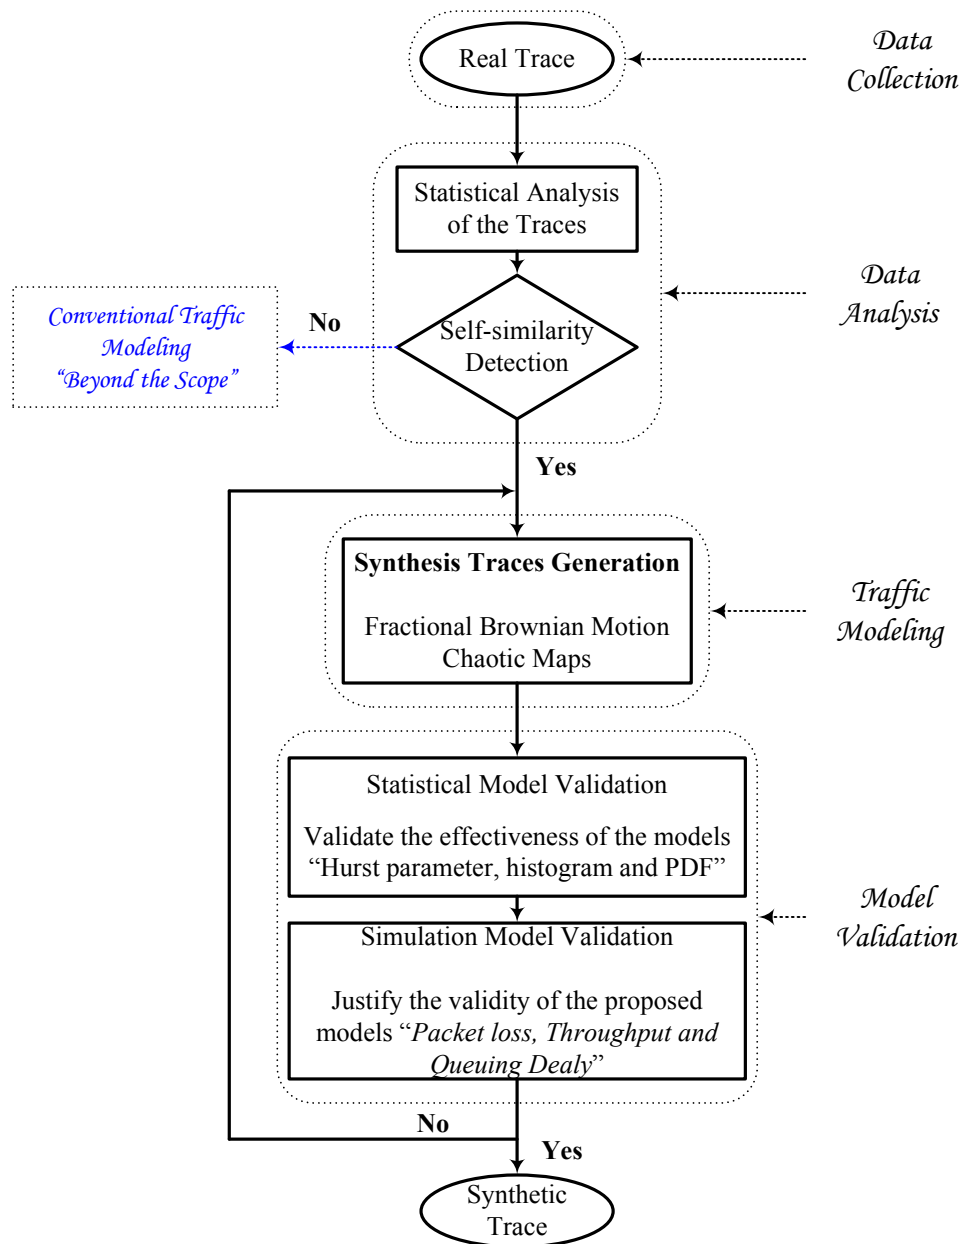 Real Trace
Data
Collection
Statistical Analysis
of the Traces
Data
Analysis
Self-similarity
Detection
No
Conventional Traffic
Modeling
“Beyond the Scope”
Yes
Synthesis Traces Generation
Fractional Brownian Motion
Chaotic Maps
Traffic
Modeling
Statistical Model Validation
Validate the effectiveness of the models
“Hurst parameter, histogram and PDF”
Model
Validation
Simulation Model Validation
Justify the validity of the proposed
models “Packet loss, Throughput and
Queuing Dealy”
No
Yes
Synthetic
Trace